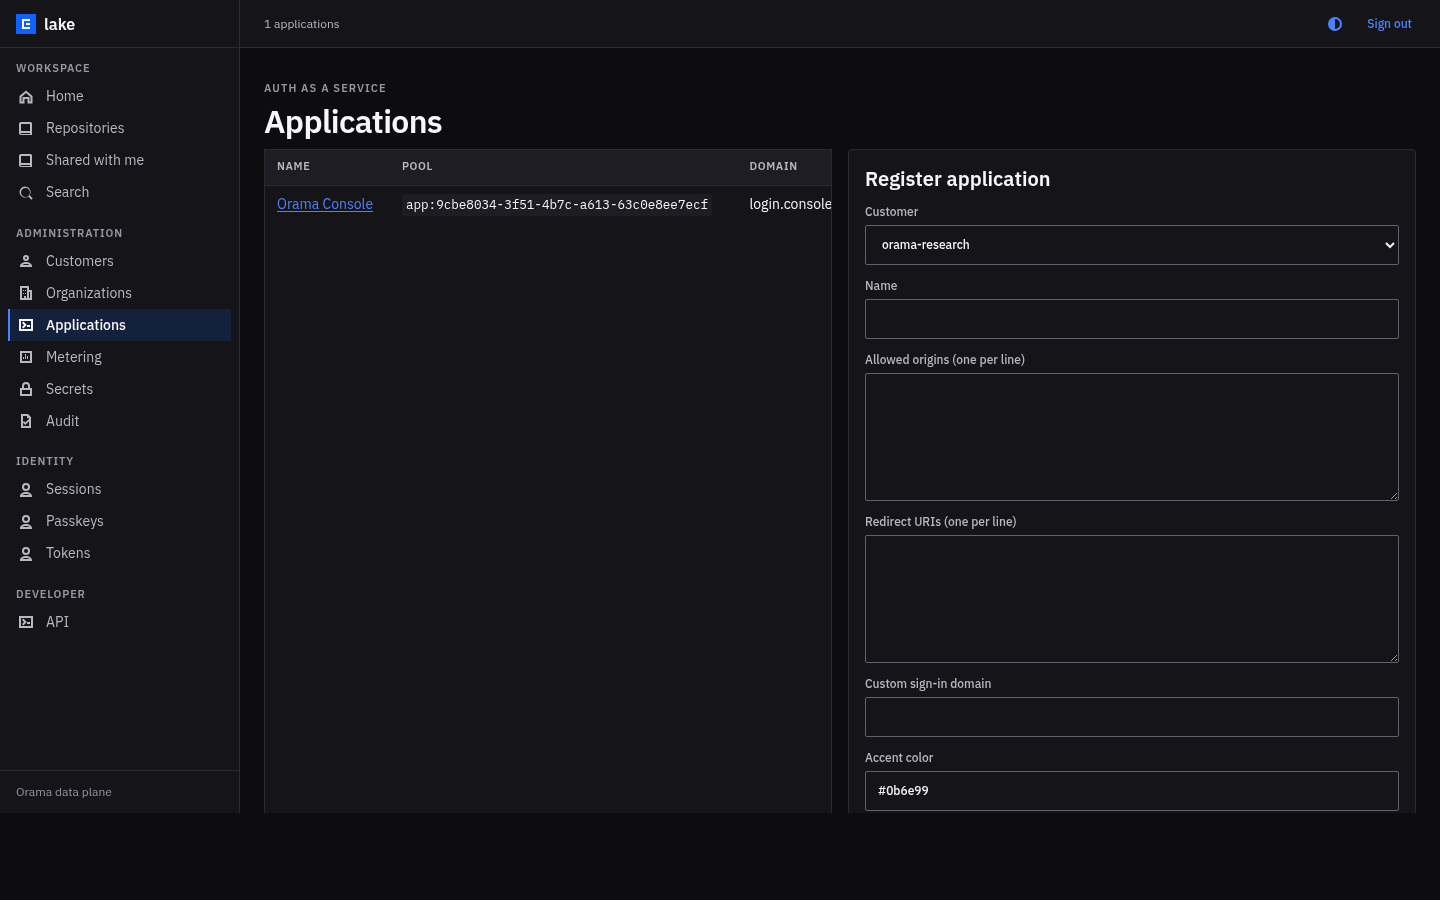 lake
1 applications
Sign out
WORKSPACE
Home
Repositories
Shared with me
Search
ADMINISTRATION
Customers
Organizations
Applications
Metering
Secrets
Audit
IDENTITY
Sessions
Passkeys
Tokens
DEVELOPER
API
Orama data plane
AUTH AS A SERVICE
Applications
NAME POOL DOMAIN
Orama Console app:9cbe8034-3f51-4b7c-a613-63c0e8ee7ecf login.console
Register application
Customer
orama-research
Name
Allowed origins (one per line)
Redirect URIs (one per line)
Custom sign-in domain
Accent color
#0b6e99